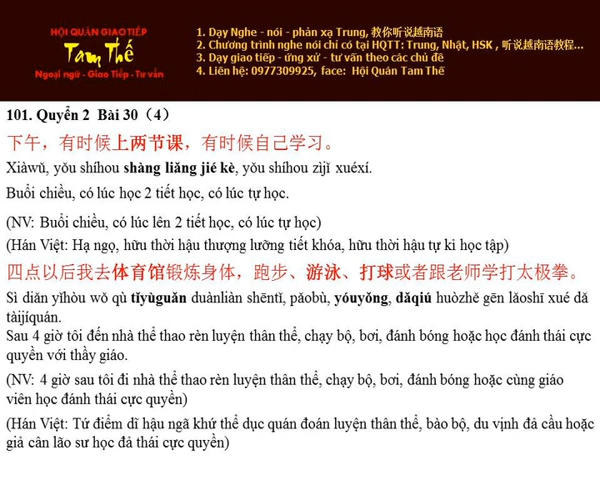 HỘI QUÁN GIAO TIẾP
Tam Thế
Ngoại ngữ - Giao Tiếp - Tư vấn
1. Dạy Nghe - nói - phản xạ Trung, 教你听说越南语
2. Chương trình nghe nói chỉ có tại HQTT: Trung, Nhật, HSK , 听说越南语教程...
3. Dạy giao tiếp - ứng xử - tư vấn theo các chủ đề
4. Liên hệ: 0977309925, face: Hội Quán Tam Thế
101. Quyển 2 Bài 30（4）
下午，有时候上两节课，有时候自己学习。
Xiàwǔ, yǒu shíhou shàng liǎng jié kè, yǒu shíhou zìjǐ xuéxí.
Buổi chiều, có lúc học 2 tiết học, có lúc tự học.
(NV: Buổi chiều, có lúc lên 2 tiết học, có lúc tự học)
(Hán Việt: Hạ ngọ, hữu thời hậu thượng lưỡng tiết khóa, hữu thời hậu tự ki học tập)
四点以后我去体育馆锻炼身体，跑步、游泳、打球或者跟老师学打太极拳。
Sì diǎn yǐhòu wǒ qù tǐyùguǎn duànliàn shēntǐ, pǎobù, yóuyǒng, dǎqiú huòzhě gēn lǎoshī xué dǎ
tàijíquán.
Sau 4 giờ tôi đến nhà thể thao rèn luyện thân thể, chạy bộ, bơi, đánh bóng hoặc học đánh thái cực
quyền với thầy giáo.
(NV: 4 giờ sau tôi đi nhà thể thao rèn luyện thân thể, chạy bộ, bơi, đánh bóng hoặc cùng giáo
viên học đánh thái cực quyền)
(Hán Việt: Tứ điểm dĩ hậu ngã khứ thể dục quán đoán luyện thân thể, bào bộ, du vịnh đả cầu hoặc
giả cân lão sư học đả thái cực quyền)